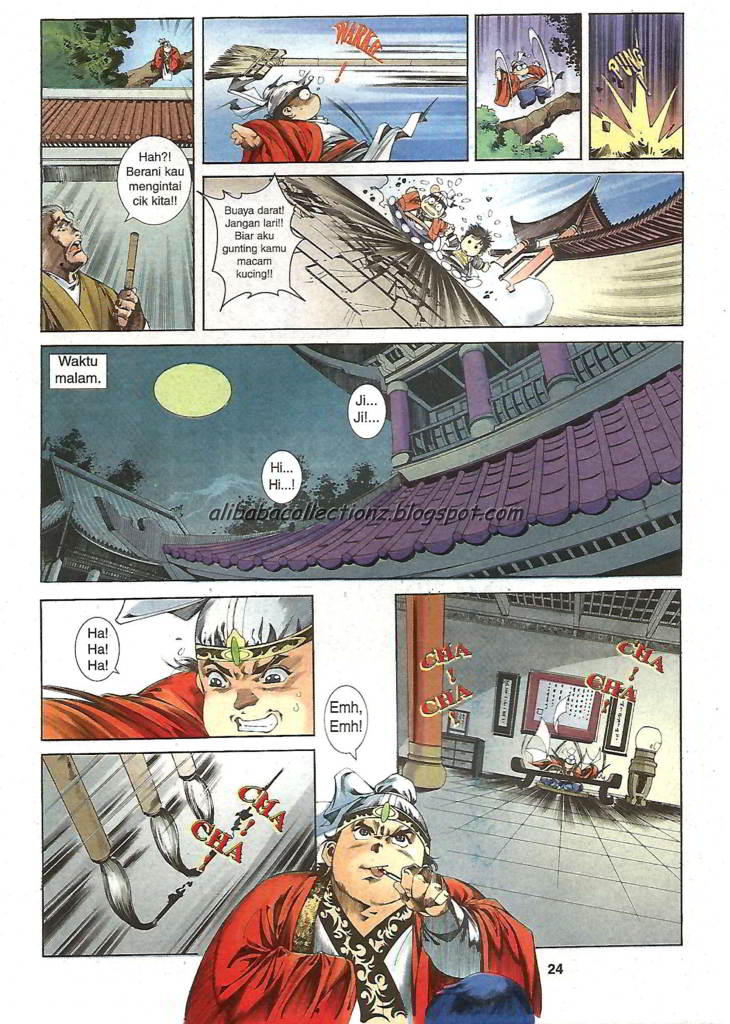 WAREE
!
PUNG
Hah?!
Berani kau
mengintai
cik kita!!
Buaya darat!
Jangan lari!!
Biar aku
gunting kamu
macam
kucing!!
Waktu
malam.
Ji...
Ji!...
Hi...
Hi...!
alibabacollectionz.blogspot.com
Ha!
Ha!
Ha!
CHA
!
CHA
CHA
!
CHA
Emh,
Emh!
CHA
!!
CHA
!!
24